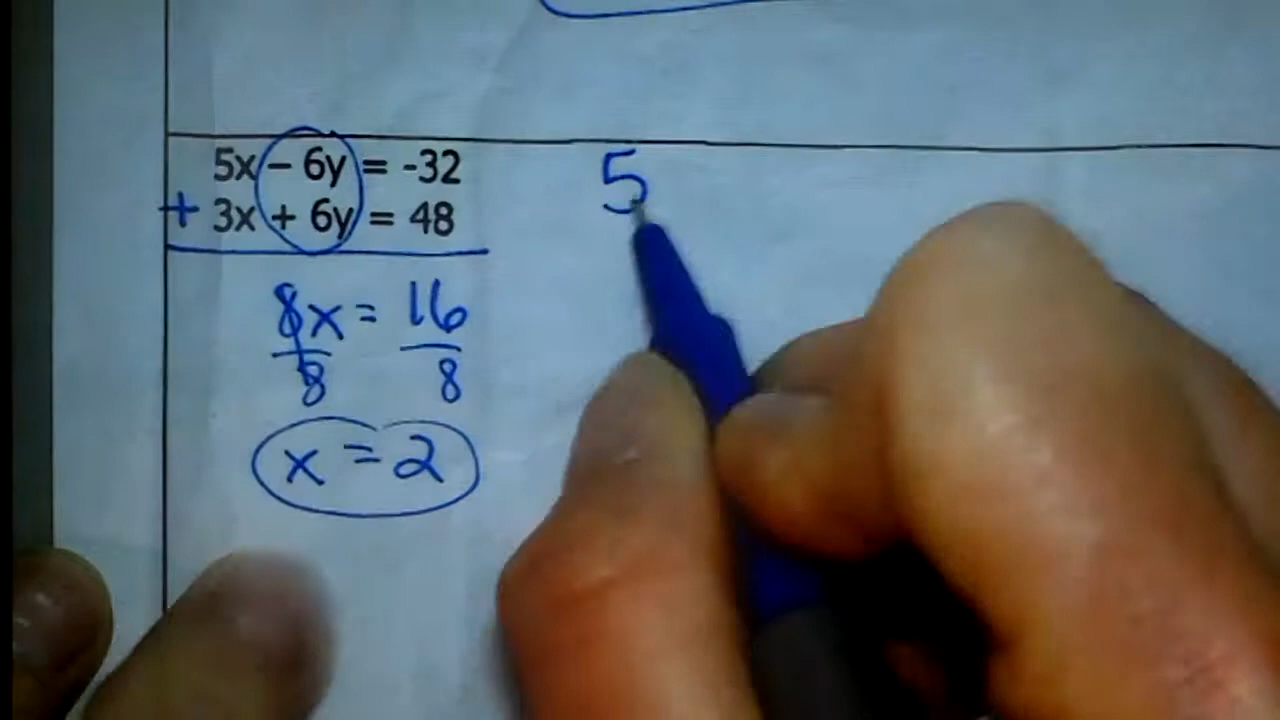 5x − 6y = -32
+ 3x + 6y = 48
8x = 16
8 8
x = 2
5